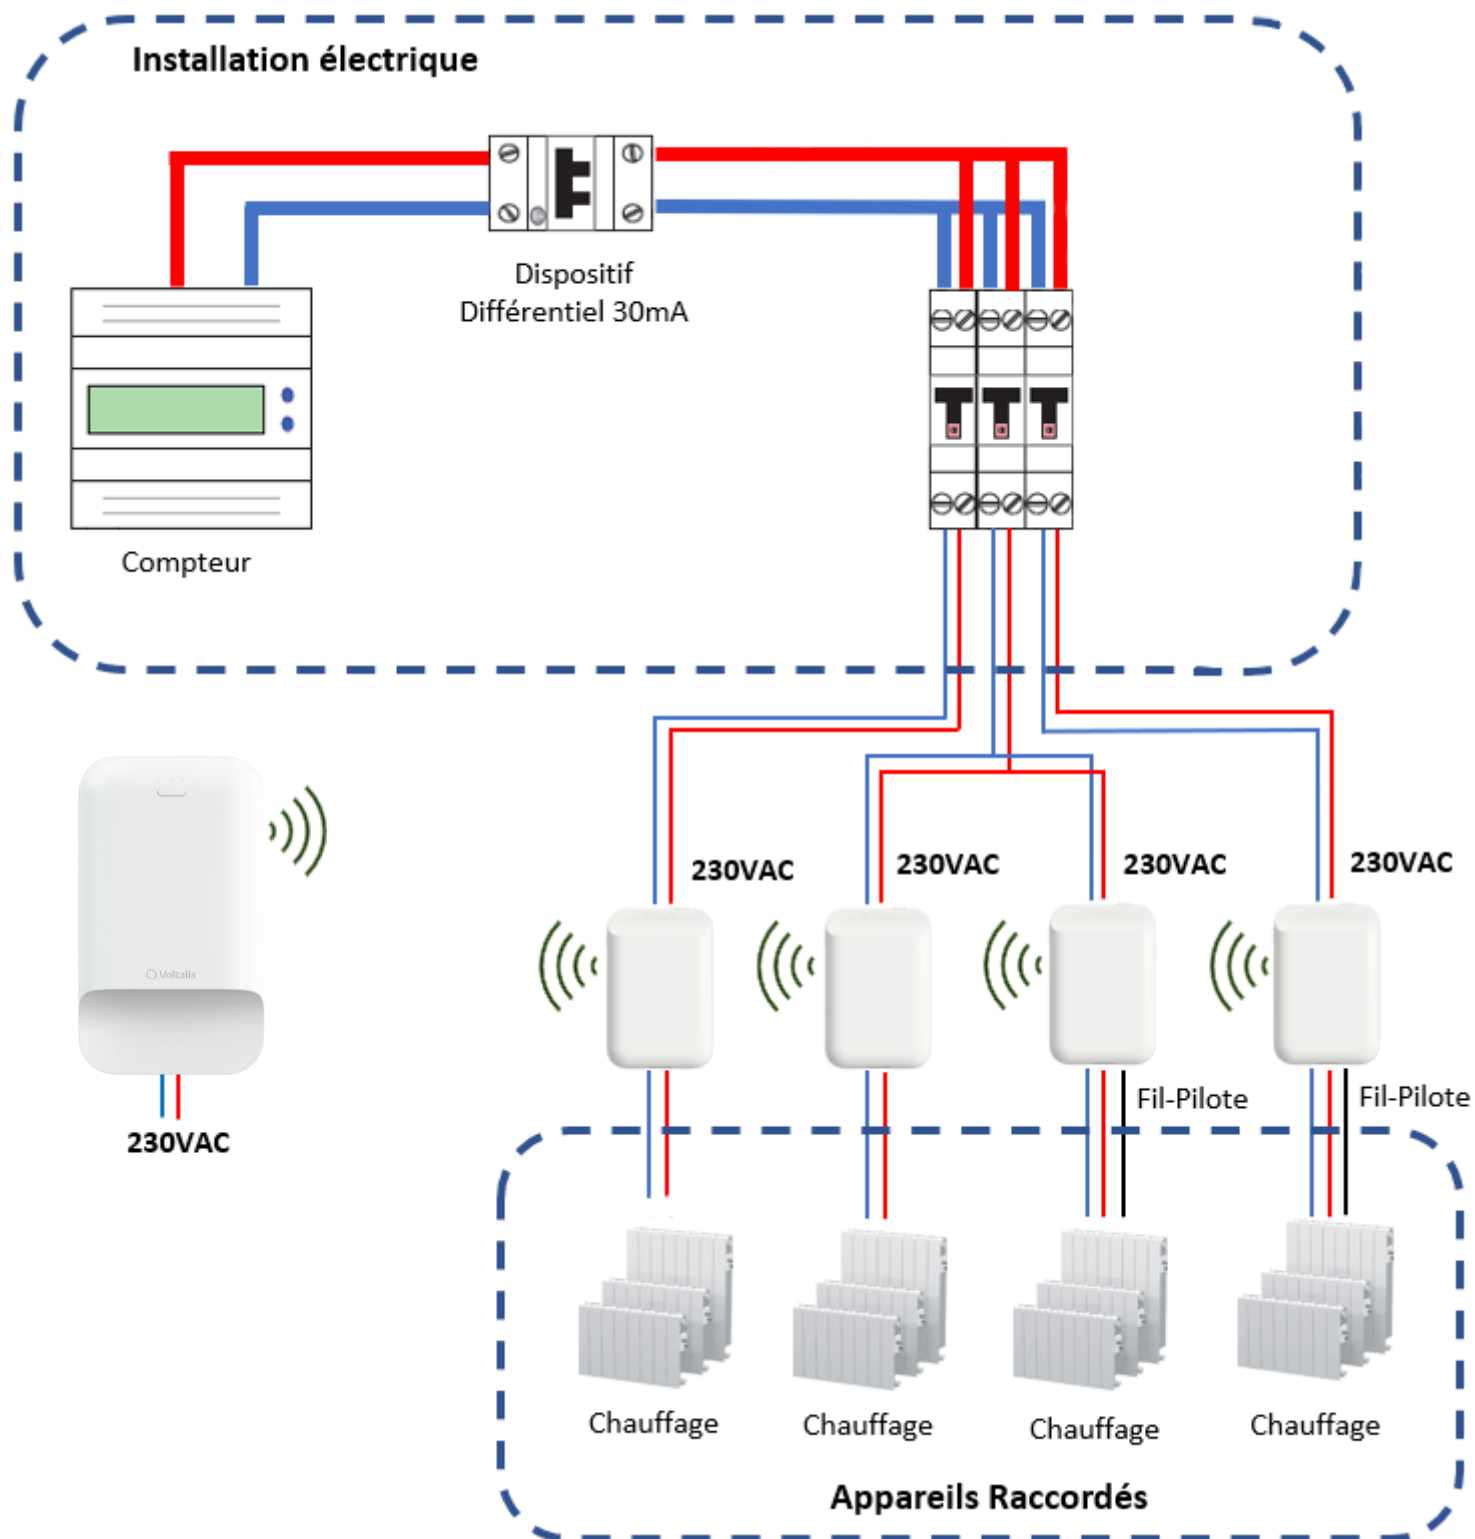 Installation électrique
Dispositif
Différentiel 30mA
Compteur
230VAC
230VAC
230VAC
230VAC
Voltalis
Fil-Pilote
Fil-Pilote
230VAC
Chauffage
Chauffage
Chauffage
Chauffage
Appareils Raccordés